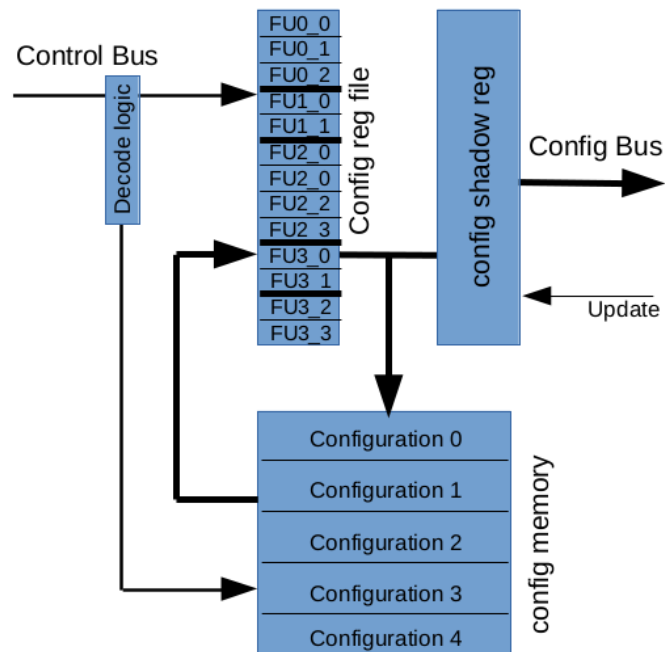 Control Bus
Decode logic
FU0_0
FU0_1
FU0_2
FU1_0
FU1_1
FU2_0
FU2_0
FU2_2
FU2_3
FU3_0
FU3_1
FU3_2
FU3_3
Config reg file
config shadow reg
Config Bus
Update
Configuration 0
Configuration 1
Configuration 2
Configuration 3
Configuration 4
config memory